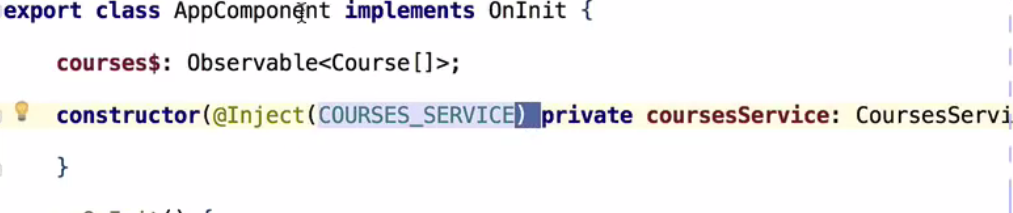 export class AppComponent implements OnInit {
courses$: Observable<Course[]>;
constructor(@Inject(COURSES_SERVICE) private coursesService: CoursesServi
}